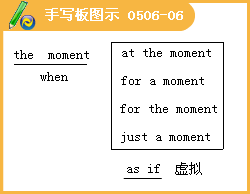 手写板图示 0506-06
the moment
when
at the moment
for a moment
for the moment
just a moment
as if 虚拟